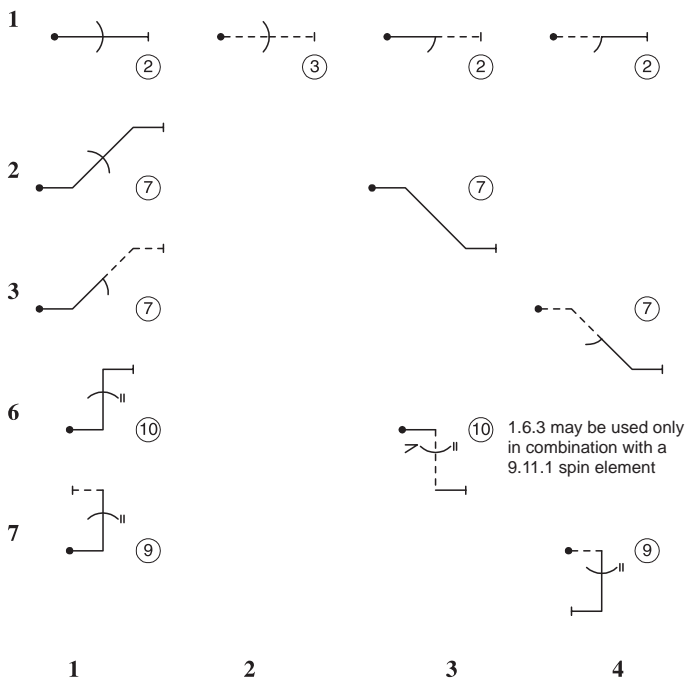 1
② ③ ② ②
2
⑦ ⑦
3
⑦ ⑦
6
⑩ ⑩ 1.6.3 may be used only
in combination with a
9.11.1 spin element
7
⑨ ⑨
1 2 3 4